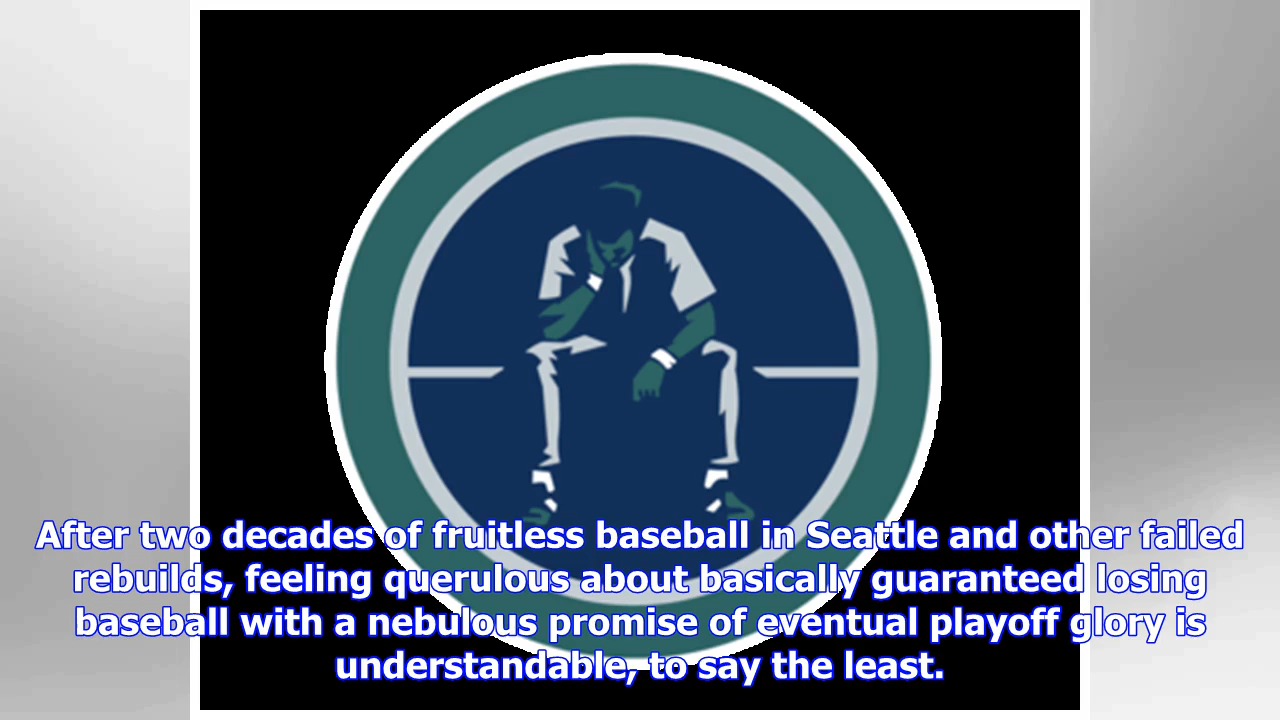 After two decades of fruitless baseball in Seattle and other failed
rebuilds, feeling querulous about basically guaranteed losing
baseball with a nebulous promise of eventual playoff glory is
understandable, to say the least.